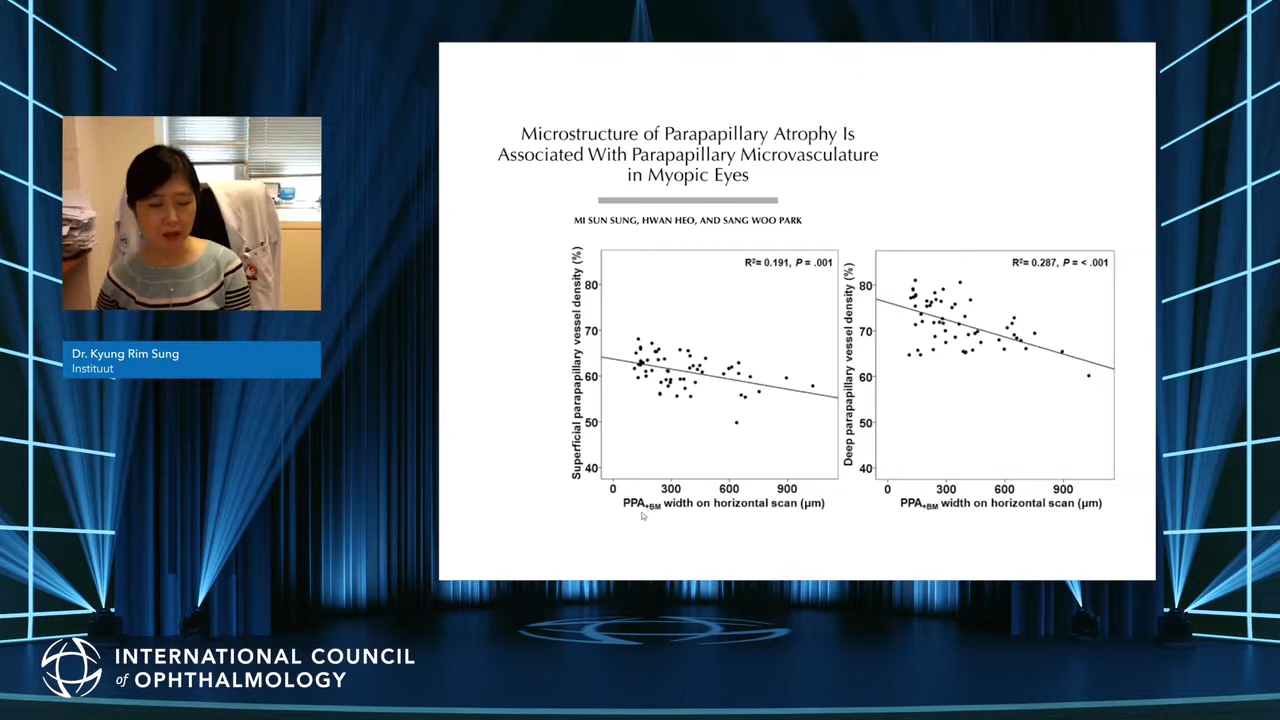 Microstructure of Parapapillary Atrophy Is
Associated With Parapapillary Microvasculature
in Myopic Eyes
MI SUN SUNG, HWAN HEO, AND SANG WOO PARK
Superficial parapapillary vessel density (%)
R²= 0.191, P = .001
80
70
60
50
40
0 300 600 900
PPA+BM width on horizontal scan (µm)
Deep parapapillary vessel density (%)
R²= 0.287, P = < .001
80
70
60
50
40
0 300 600 900
PPA+BM width on horizontal scan (µm)
Dr. Kyung Rim Sung
Instituut
INTERNATIONAL COUNCIL
of OPHTHALMOLOGY